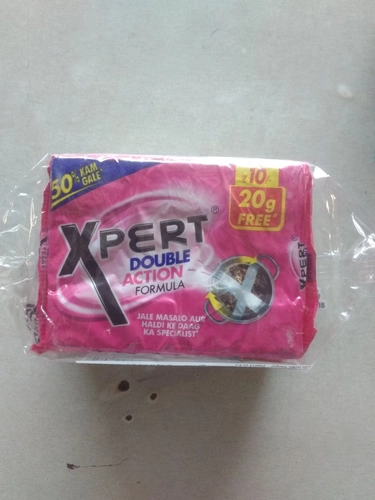 50% KAM
GALE
₹10/-
20g
FREE*
XPERT®
DOUBLE
ACTION
FORMULA
JALE MASALO AUR
HALDI KE DAAG
KA SPECIALIST